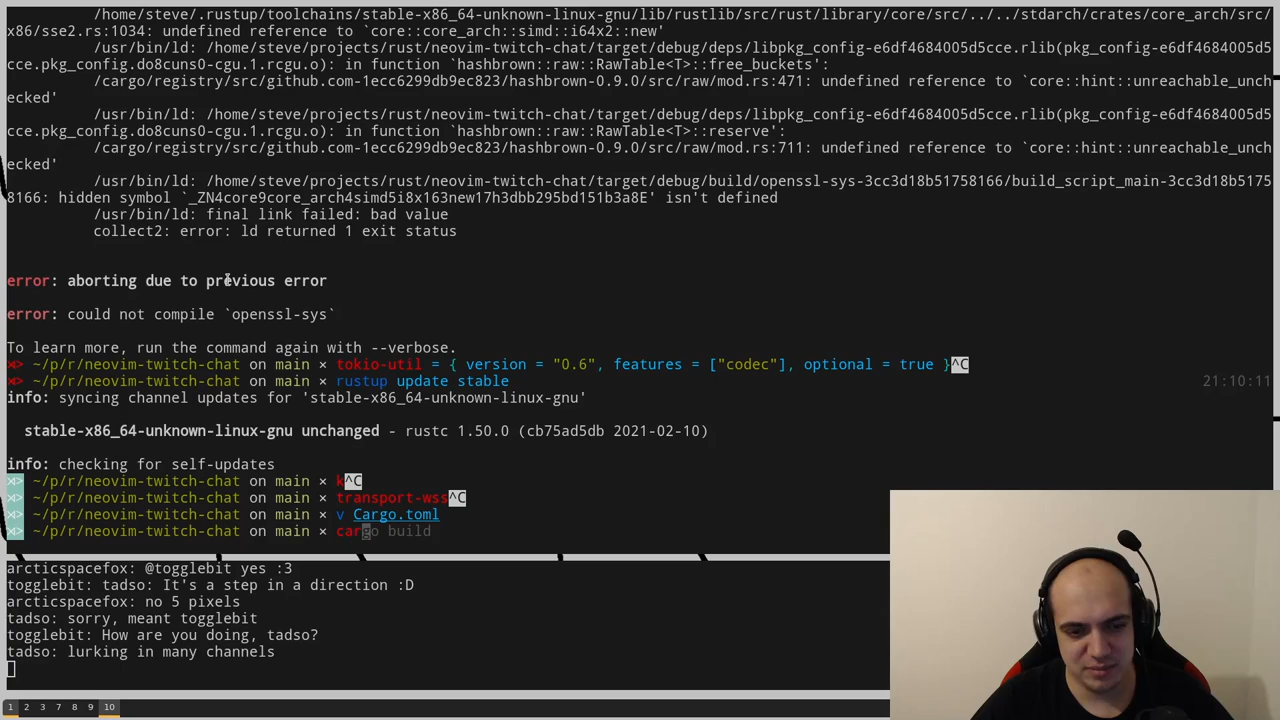 /home/steve/.rustup/toolchains/stable-x86_64-unknown-linux-gnu/lib/rustlib/src/rust/library/core/src/../../stdarch/crates/core_arch/src/
x86/sse2.rs:1034: undefined reference to `core::core_arch::simd::i64x2::new'
/usr/bin/ld: /home/steve/projects/rust/neovim-twitch-chat/target/debug/deps/libpkg_config-e6df4684005d5cce.rlib(pkg_config-e6df4684005d5
cce.pkg_config.do8cuns0-cgu.1.rcgu.o): in function `hashbrown::raw::RawTable<T>::free_buckets':
/cargo/registry/src/github.com-1ecc6299db9ec823/hashbrown-0.9.0/src/raw/mod.rs:471: undefined reference to `core::hint::unreachable_unch
ecked'
/usr/bin/ld: /home/steve/projects/rust/neovim-twitch-chat/target/debug/deps/libpkg_config-e6df4684005d5cce.rlib(pkg_config-e6df4684005d5
cce.pkg_config.do8cuns0-cgu.1.rcgu.o): in function `hashbrown::raw::RawTable<T>::reserve':
/cargo/registry/src/github.com-1ecc6299db9ec823/hashbrown-0.9.0/src/raw/mod.rs:711: undefined reference to `core::hint::unreachable_unch
ecked'
/usr/bin/ld: /home/steve/projects/rust/neovim-twitch-chat/target/debug/build/openssl-sys-3cc3d18b51758166/build_script_main-3cc3d18b5175
8166: hidden symbol `_ZN4core9core_arch4simd5i8x163new17h3dbb295bd151b3a8E' isn't defined
/usr/bin/ld: final link failed: bad value
collect2: error: ld returned 1 exit status
error: aborting due to previous error
error: could not compile `openssl-sys`
To learn more, run the command again with --verbose.
~/p/r/neovim-twitch-chat on main × tokio-util = { version = "0.6", features = ["codec"], optional = true }^C
~/p/r/neovim-twitch-chat on main × rustup update stable 21:10:11
info: syncing channel updates for 'stable-x86_64-unknown-linux-gnu'
stable-x86_64-unknown-linux-gnu unchanged - rustc 1.50.0 (cb75ad5db 2021-02-10)
info: checking for self-updates
~/p/r/neovim-twitch-chat on main × k^C
~/p/r/neovim-twitch-chat on main × transport-wss^C
~/p/r/neovim-twitch-chat on main × v Cargo.toml
~/p/r/neovim-twitch-chat on main × cargo build
arcticspacefox: @togglebit yes :3
togglebit: tadso: It's a step in a direction :D
arcticspacefox: no 5 pixels
tadso: sorry, meant togglebit
togglebit: How are you doing, tadso?
tadso: lurking in many channels
1 2 3 7 8 9 10